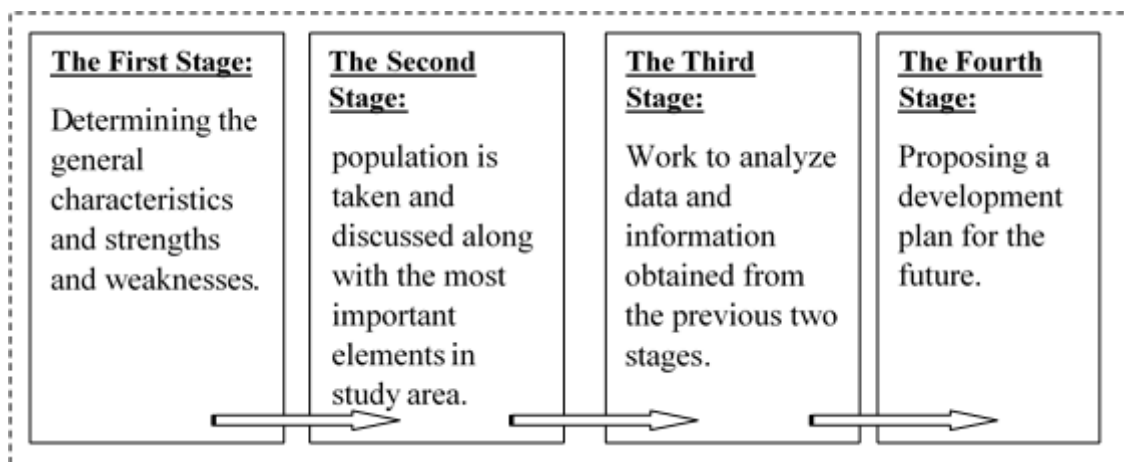 The First Stage:
Determining the
general
characteristics
and strengths
and weaknesses.
The Second
Stage:
population is
taken and
discussed along
with the most
important
elements in
study area.
The Third
Stage:
Work to analyze
data and
information
obtained from
the previous two
stages.
The Fourth
Stage:
Proposing a
development
plan for the
future.